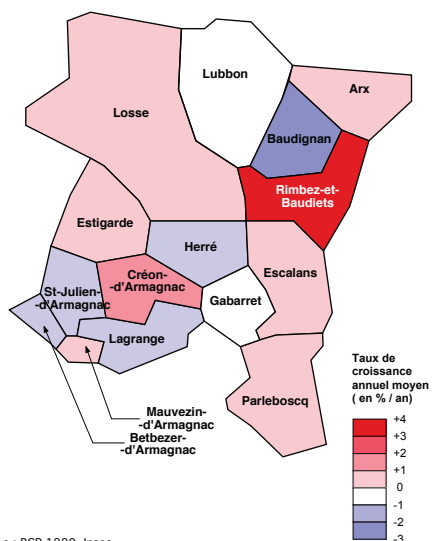 Lubbon
Arx
Losse
Baudignan
Rimbez-et-
Baudiets
Estigarde
Herré
Escalans
Créon-
-d'Armagnac
St-Julien-
-d'Armagnac
Gabarret
Lagrange
Parleboscq
Mauvezin-
-d'Armagnac
Betbezer-
-d'Armagnac
Taux de
croissance
annuel moyen
( en % / an)
+4
+3
+2
+1
0
-1
-2
-3